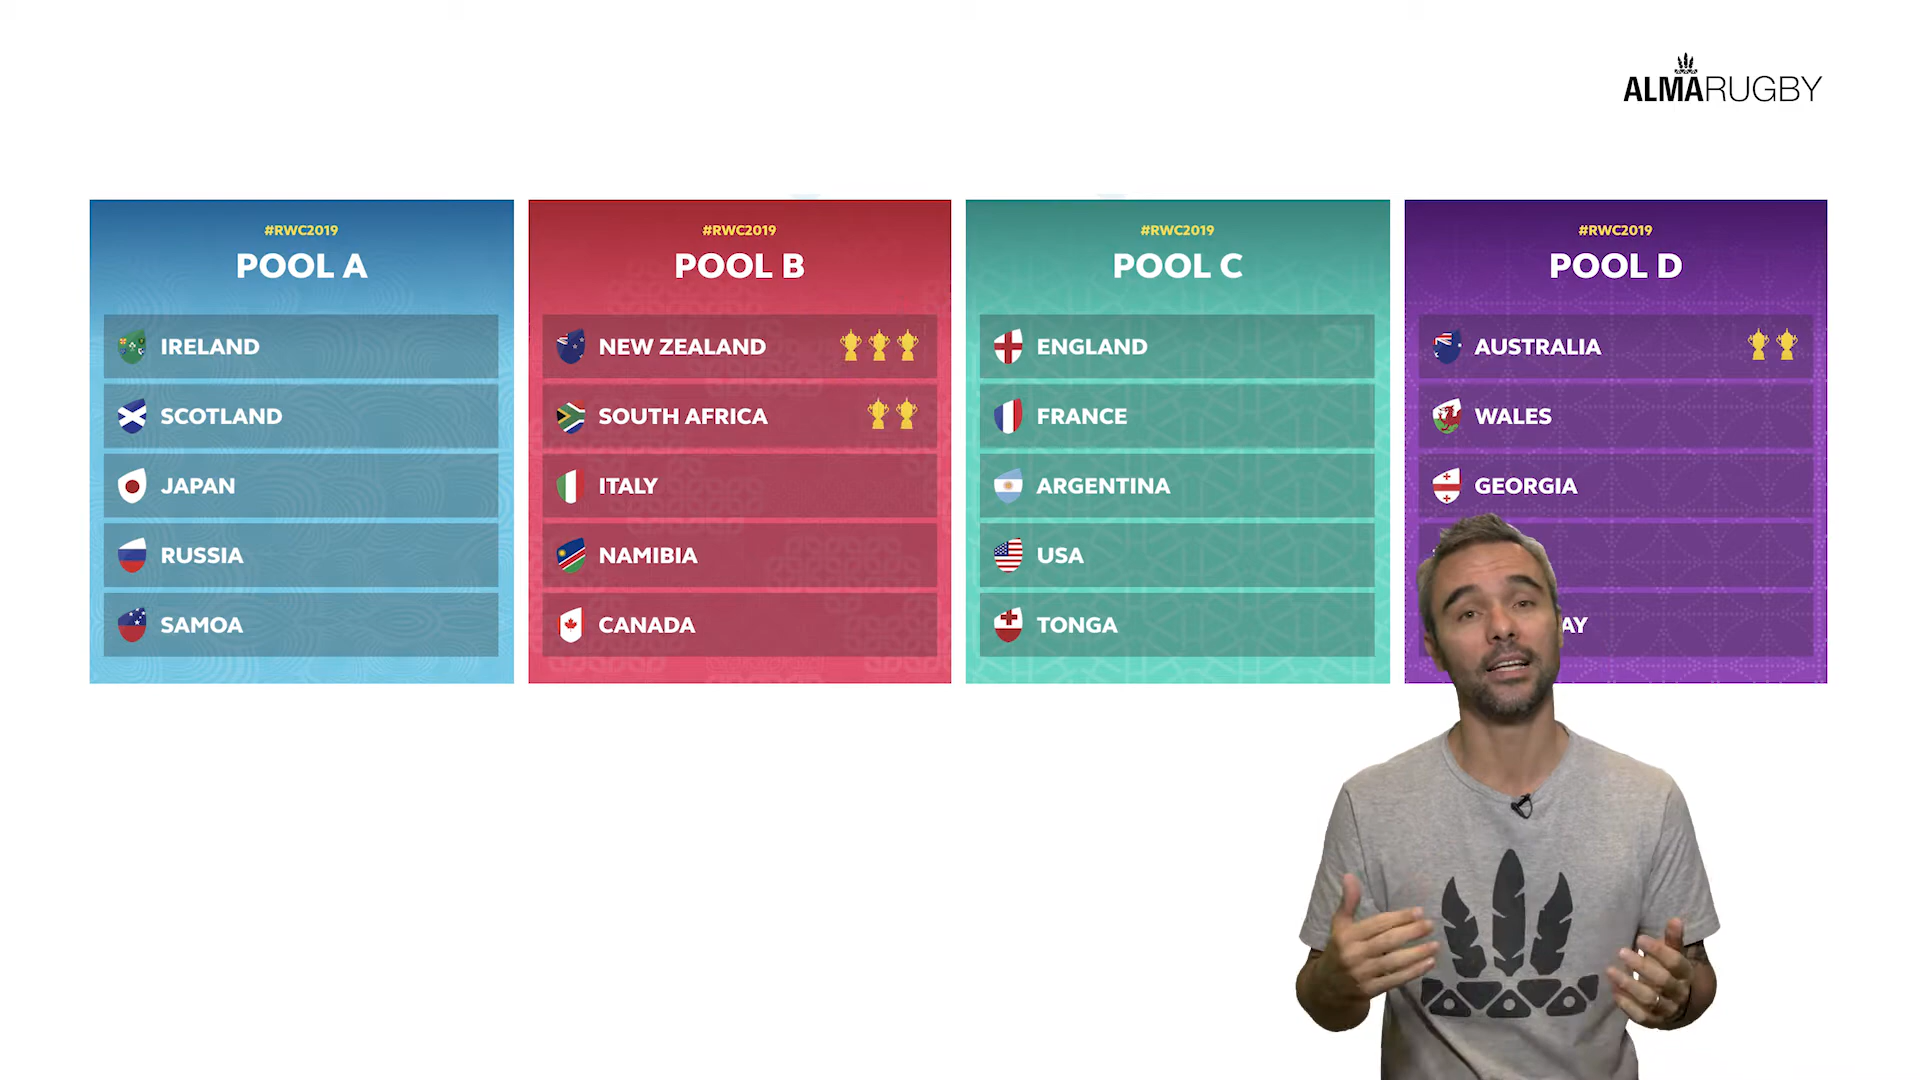 ALMARUGBY
#RWC2019
POOL A
IRELAND
SCOTLAND
JAPAN
RUSSIA
SAMOA
#RWC2019
POOL B
NEW ZEALAND
SOUTH AFRICA
ITALY
NAMIBIA
CANADA
#RWC2019
POOL C
ENGLAND
FRANCE
ARGENTINA
USA
TONGA
#RWC2019
POOL D
AUSTRALIA
WALES
GEORGIA